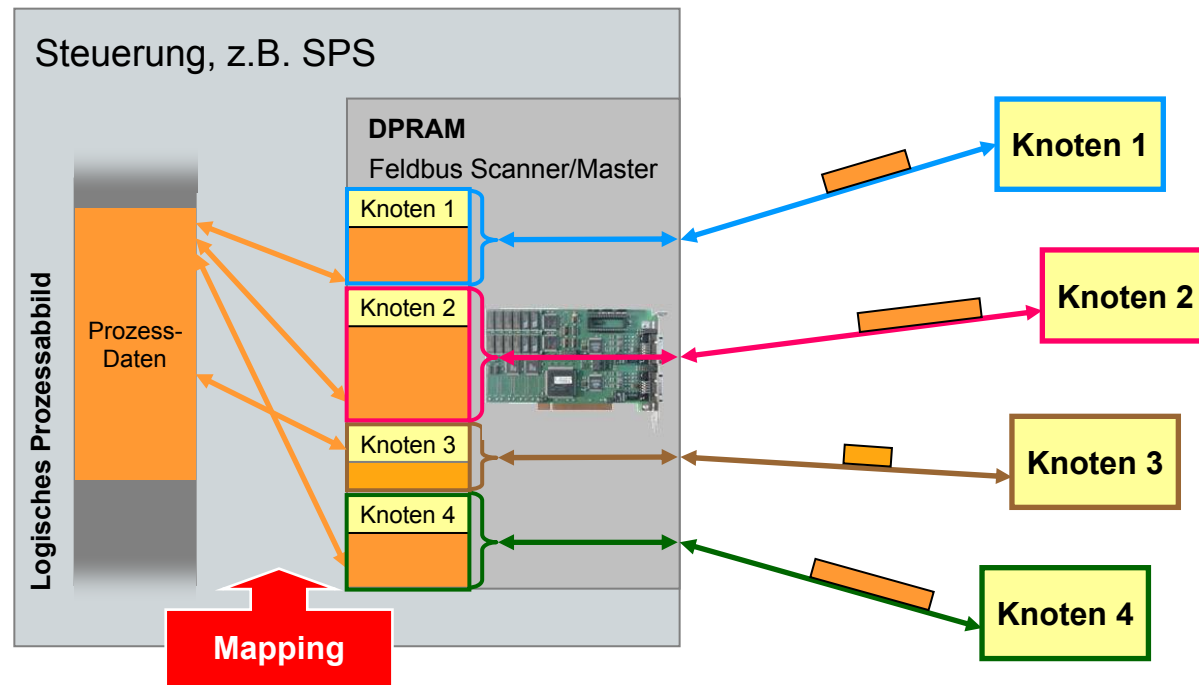 Steuerung, z.B. SPS
DPRAM
Feldbus Scanner/Master
Knoten 1
Knoten 2
Knoten 3
Knoten 4
Logisches Prozessabbild
Prozess-
Daten
Mapping
Knoten 1
Knoten 2
Knoten 3
Knoten 4